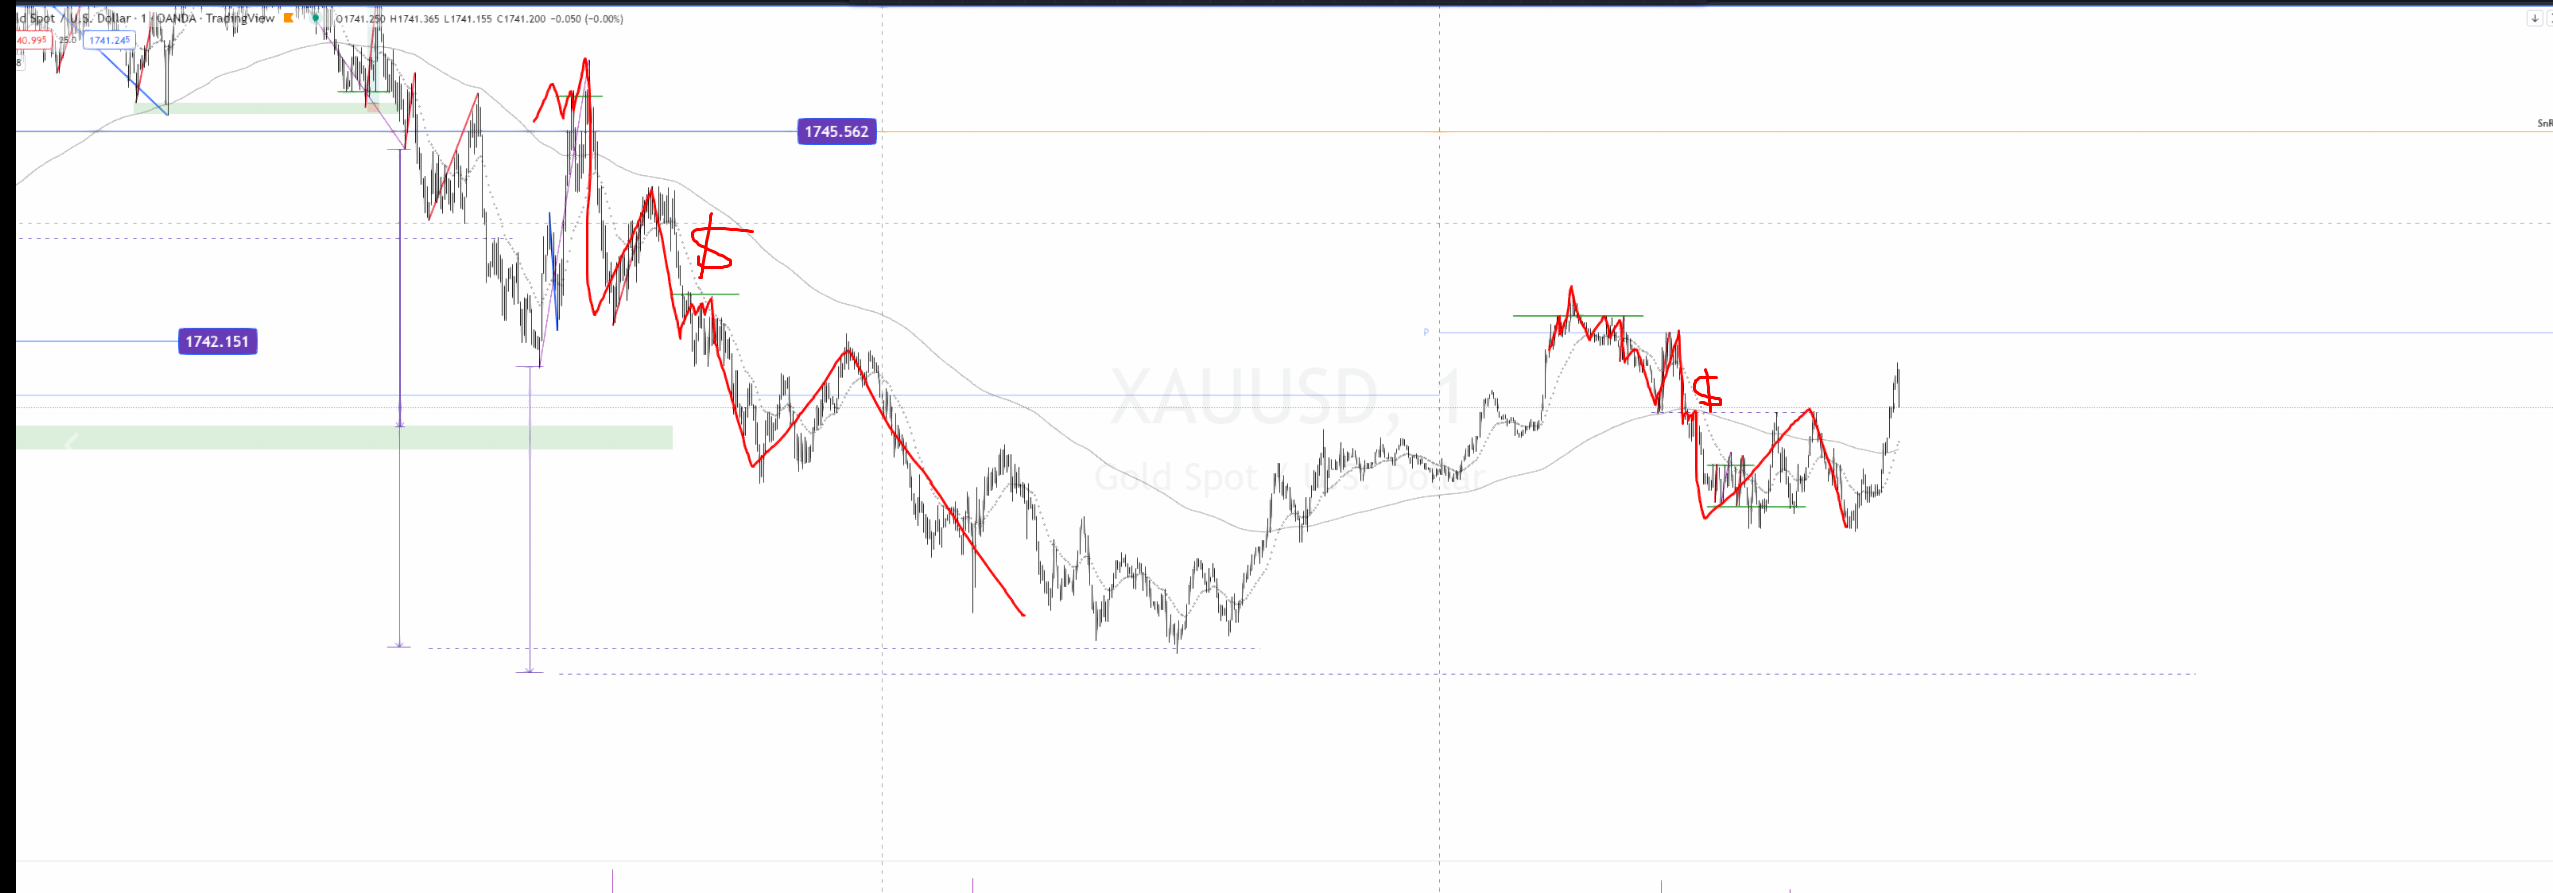 ld Spot / U.S. Dollar · 1 · OANDA · TradingView O1741.250 H1741.365 L1741.155 C1741.200 −0.050 (−0.00%)
40.995 25.0 1741.245
8
1745.562
SnR
$
1742.151
P
XAUUSD, 1
$
Gold Spot / U.S. Dollar